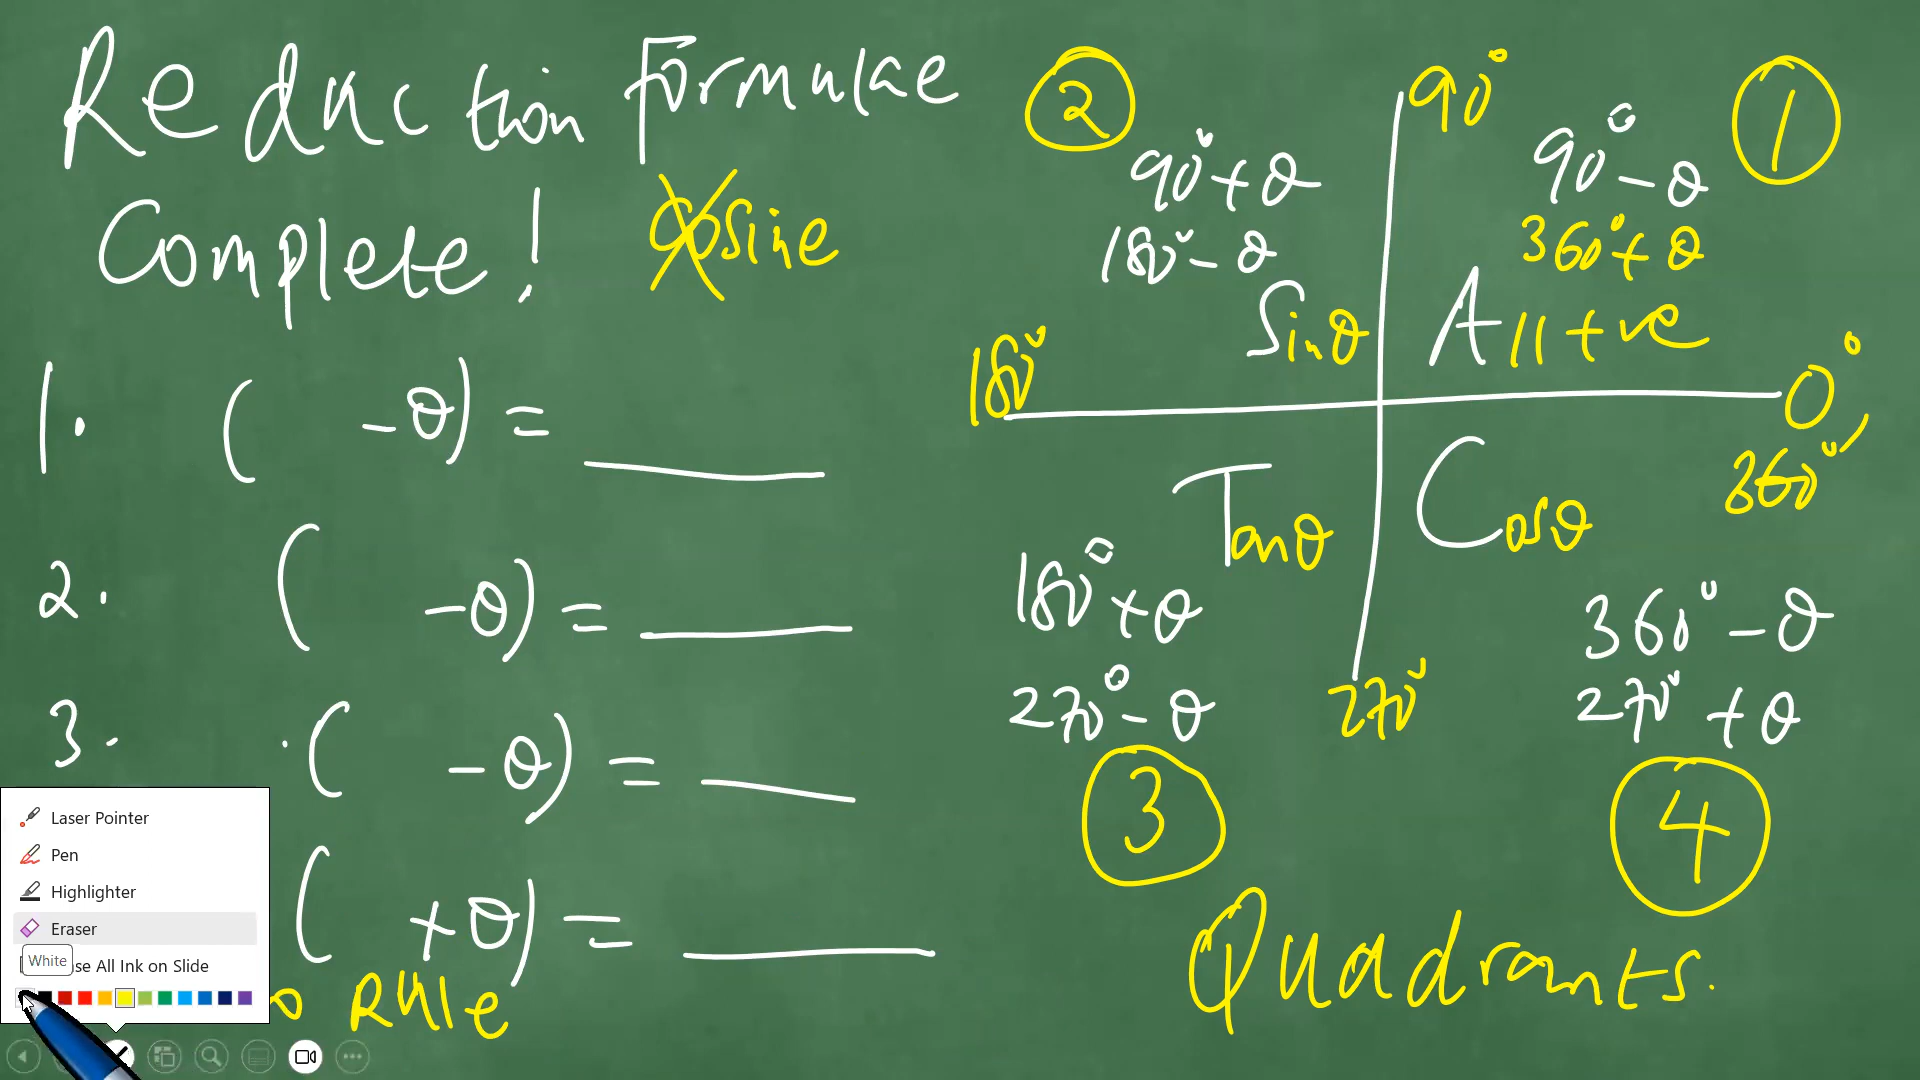 Reduction Formulae
Complete! Cosine
1. ( -θ) =
2. ( -θ) =
3. ( -θ) =
( +θ) =
Rule
2
90°+θ
180°-θ
Sinθ
90°
1
90°-θ
360°+θ
All+ve
180°
0°,
360°
Tanθ
180°+θ
270°-θ
3
270°
Cosθ
360°-θ
270°+θ
4
Quadrants.
Laser Pointer
Pen
Highlighter
Eraser
White
All Ink on Slide